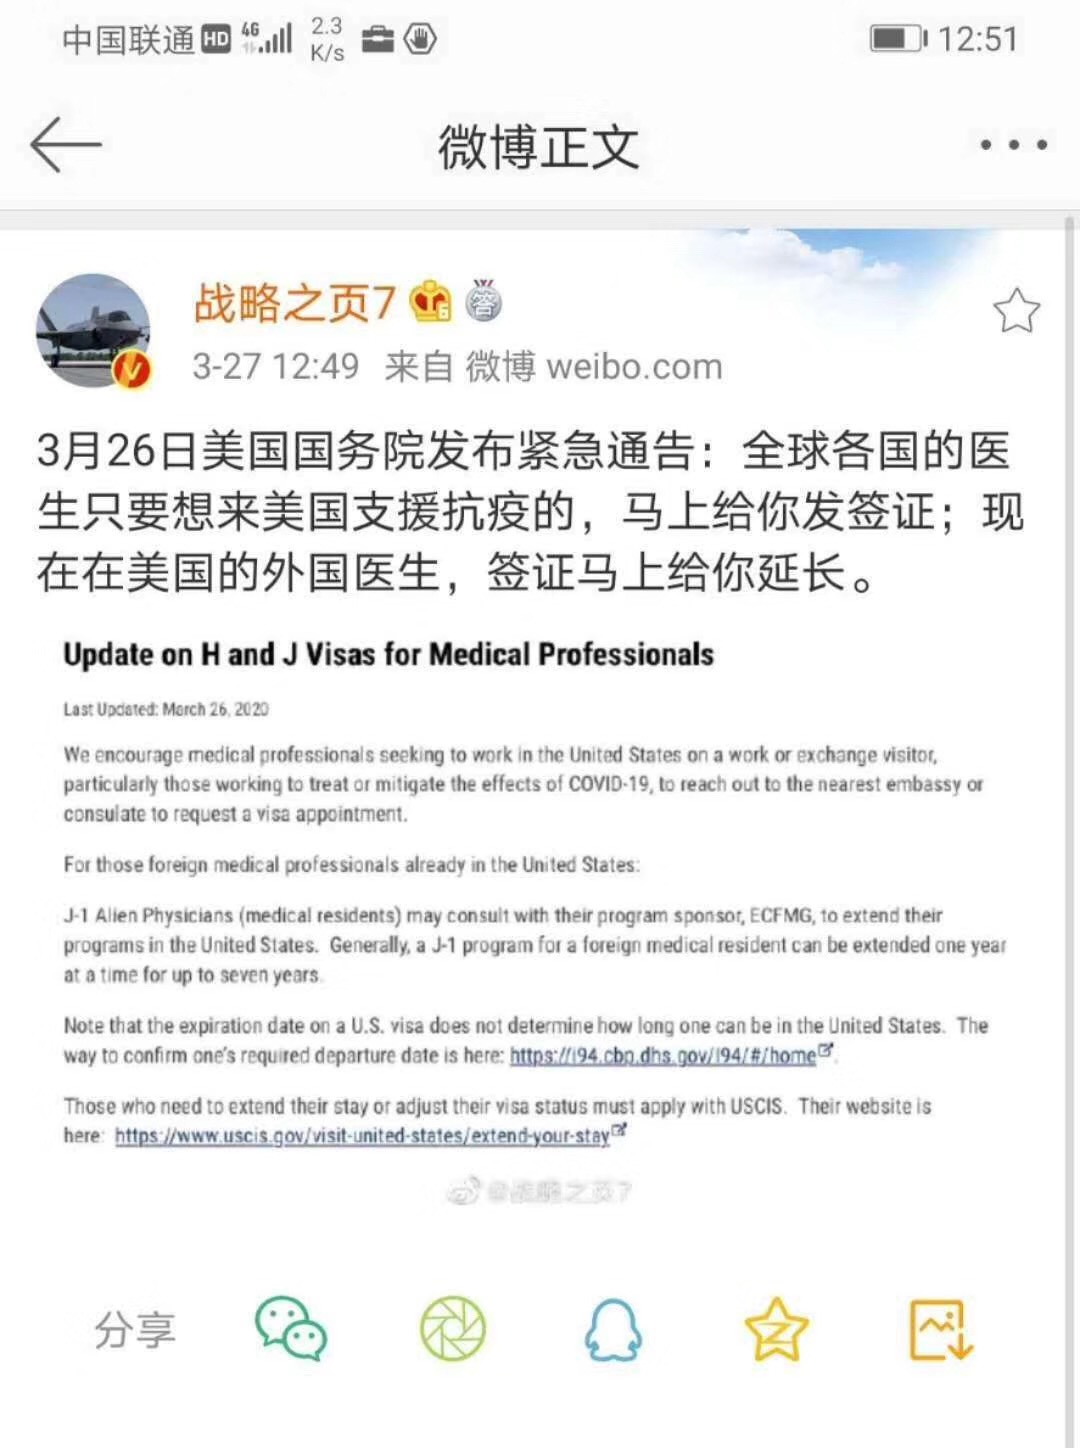 中国联通 HD 4G 2.3 K/s 12:51
微博正文
战略之页7 6 答
3-27 12:49 来自 微博 weibo.com
3月26日美国国务院发布紧急通告：全球各国的医
生只要想来美国支援抗疫的，马上给你发签证；现
在在美国的外国医生，签证马上给你延长。
Update on H and J Visas for Medical Professionals
Last Updated: March 26, 2020
We encourage medical professionals seeking to work in the United States on a work or exchange visitor,
particularly those working to treat or mitigate the effects of COVID-19, to reach out to the nearest embassy or
consulate to request a visa appointment.
For those foreign medical professionals already in the United States:
J-1 Alien Physicians (medical residents) may consult with their program sponsor, ECFMG, to extend their
programs in the United States. Generally, a J-1 program for a foreign medical resident can be extended one year
at a time for up to seven years.
Note that the expiration date on a U.S. visa does not determine how long one can be in the United States. The
way to confirm one's required departure date is here: https://i94.cbp.dhs.gov/I94/#/home.
Those who need to extend their stay or adjust their visa status must apply with USCIS. Their website is
here: https://www.uscis.gov/visit-united-states/extend-your-stay
@战略之页7
分享